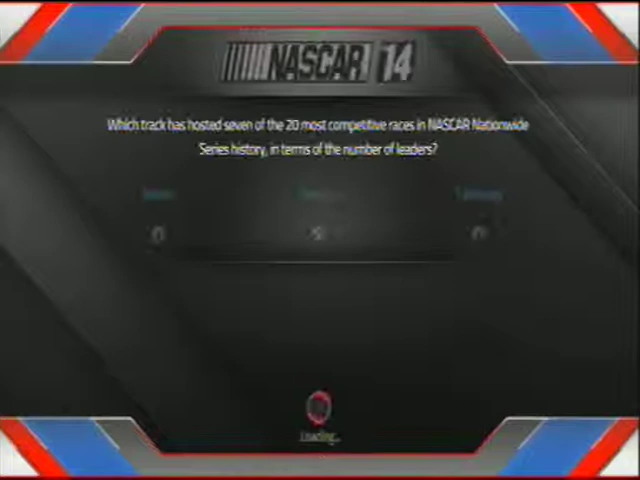 NASCAR 14
Which track has hosted seven of the 20 most competitive races in NASCAR Nationwide
Series history, in terms of the number of leaders?
Loading...